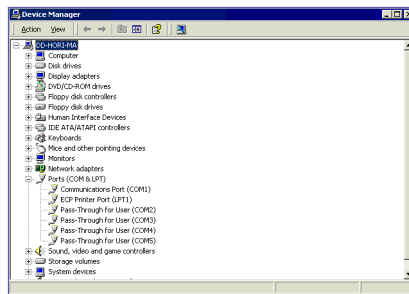 Device Manager
Action View
DD-HORI-MA
Computer
Disk drives
Display adapters
DVD/CD-ROM drives
Floppy disk controllers
Floppy disk drives
Human Interface Devices
IDE ATA/ATAPI controllers
Keyboards
Mice and other pointing devices
Monitors
Network adapters
Ports (COM & LPT)
Communications Port (COM1)
ECP Printer Port (LPT1)
Pass-Through for User (COM2)
Pass-Through for User (COM3)
Pass-Through for User (COM4)
Pass-Through for User (COM5)
Sound, video and game controllers
Storage volumes
System devices